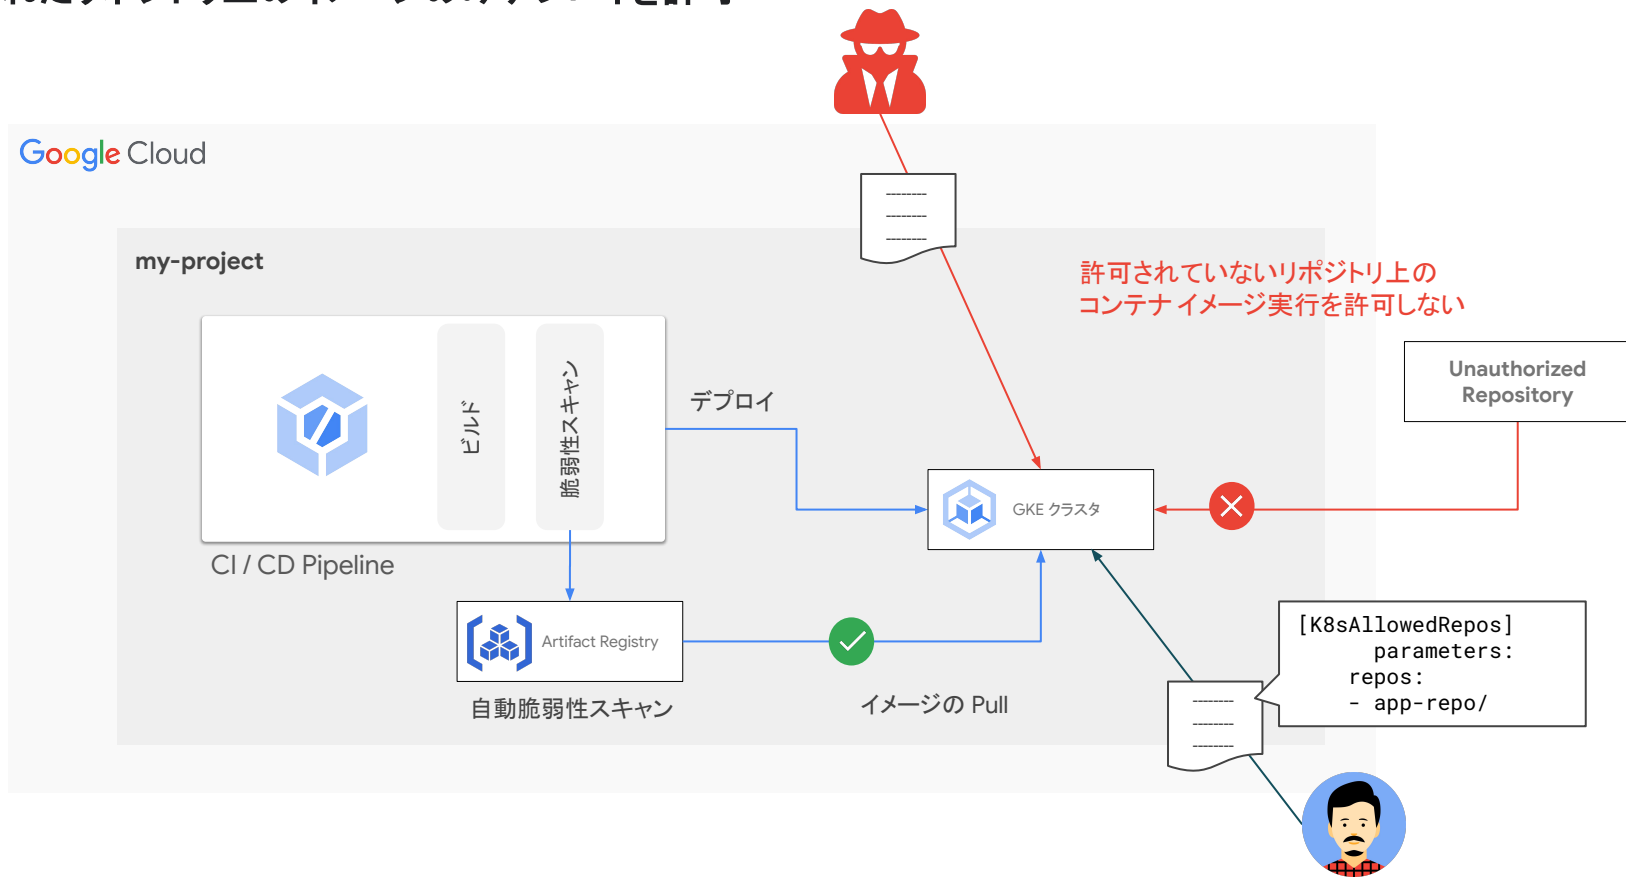 Google Cloud
my-project
許可されていないリポジトリ上の
コンテナ イメージ実行を許可しない
Unauthorized
Repository
ビルド
脆弱性スキャン
デプロイ
GKE クラスタ
CI / CD Pipeline
Artifact Registry
自動脆弱性スキャン
イメージの Pull
[K8sAllowedRepos]
parameters:
repos:
- app-repo/